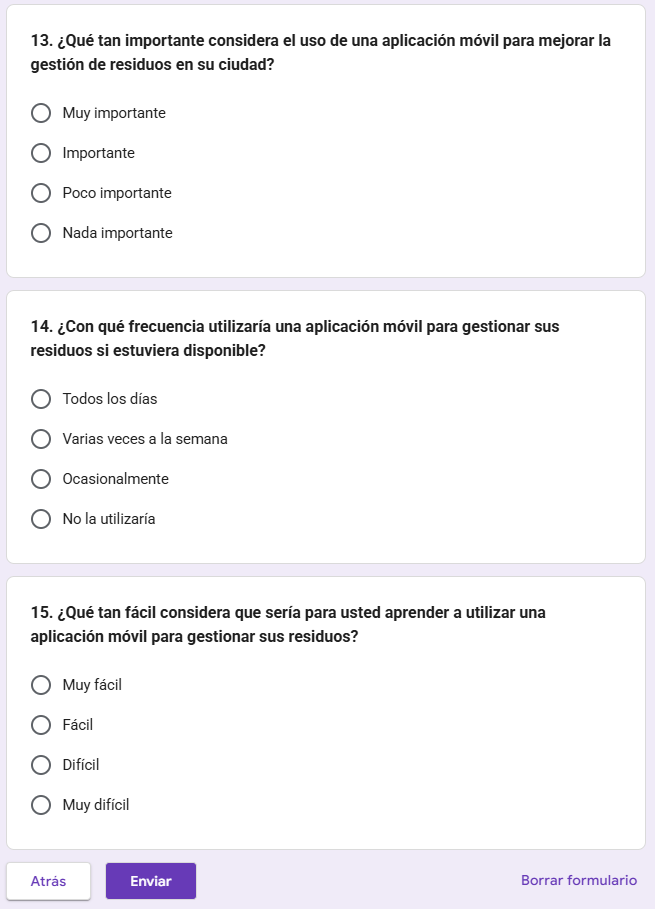 13. ¿Qué tan importante considera el uso de una aplicación móvil para mejorar la
gestión de residuos en su ciudad?
Muy importante
Importante
Poco importante
Nada importante
14. ¿Con qué frecuencia utilizaría una aplicación móvil para gestionar sus
residuos si estuviera disponible?
Todos los días
Varias veces a la semana
Ocasionalmente
No la utilizaría
15. ¿Qué tan fácil considera que sería para usted aprender a utilizar una
aplicación móvil para gestionar sus residuos?
Muy fácil
Fácil
Difícil
Muy difícil
Atrás Enviar Borrar formulario